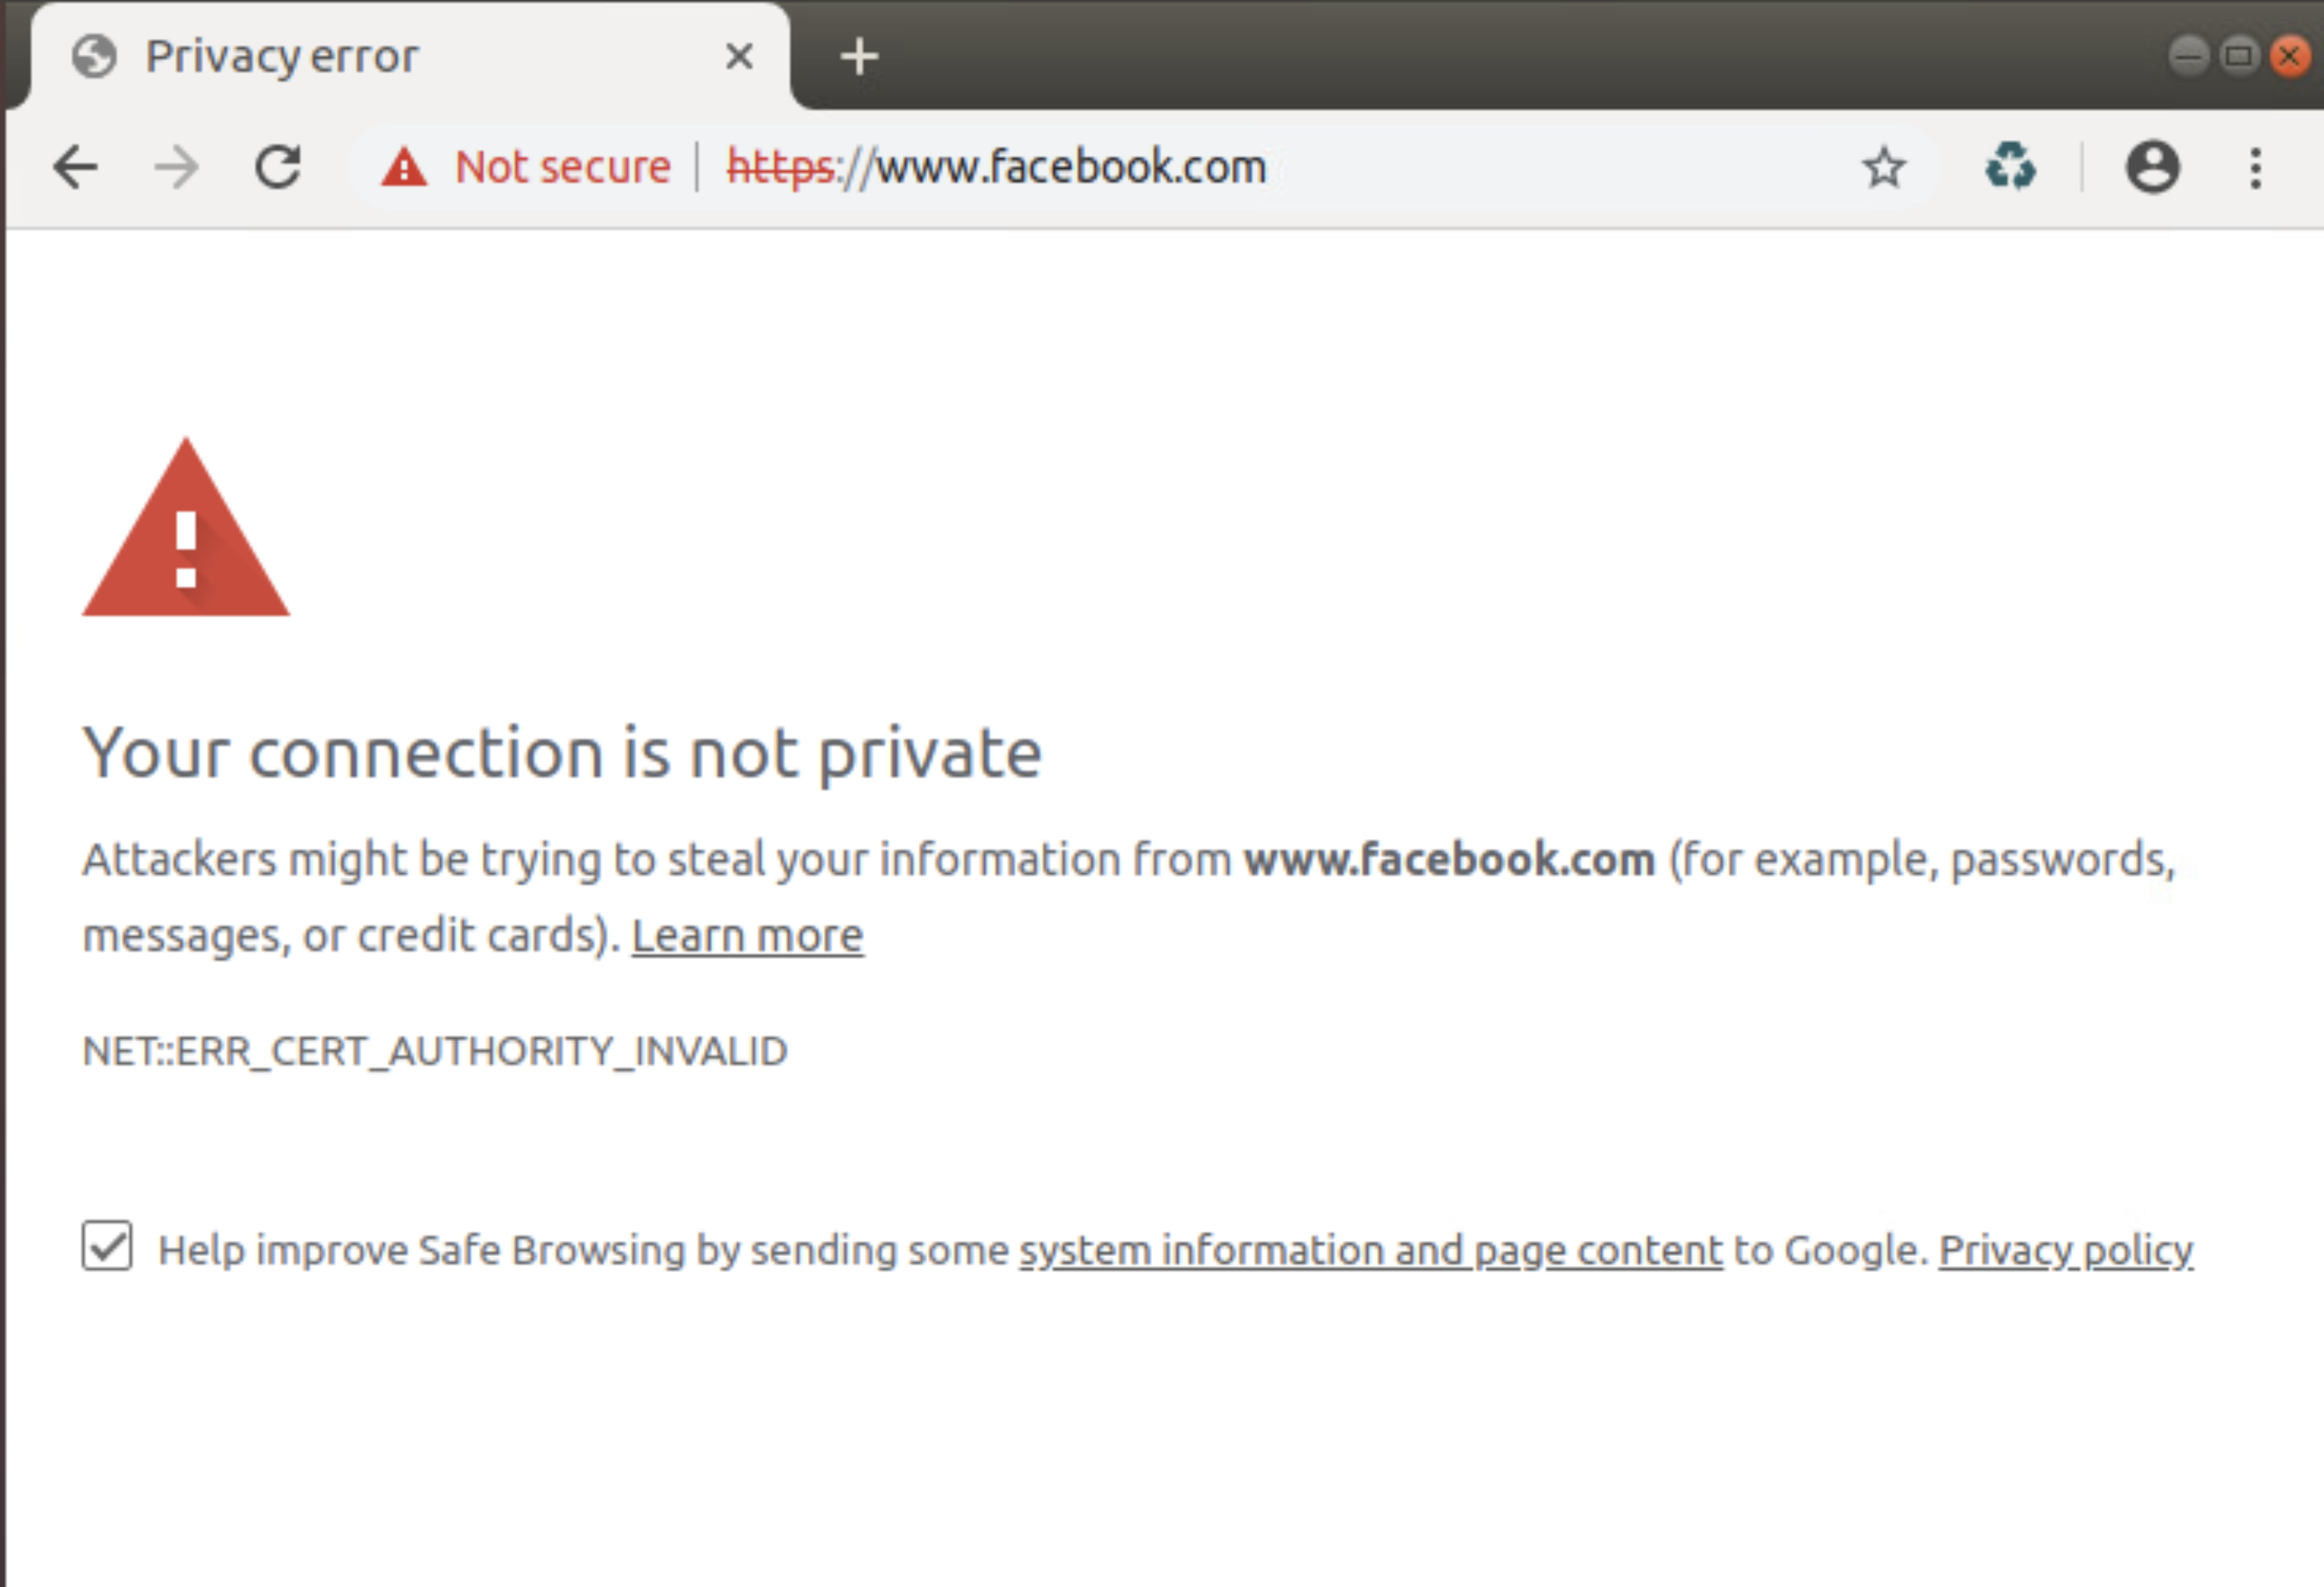 Privacy error
Not secure | https://www.facebook.com
Your connection is not private
Attackers might be trying to steal your information from www.facebook.com (for example, passwords,
messages, or credit cards). Learn more
NET::ERR_CERT_AUTHORITY_INVALID
Help improve Safe Browsing by sending some system information and page content to Google. Privacy policy